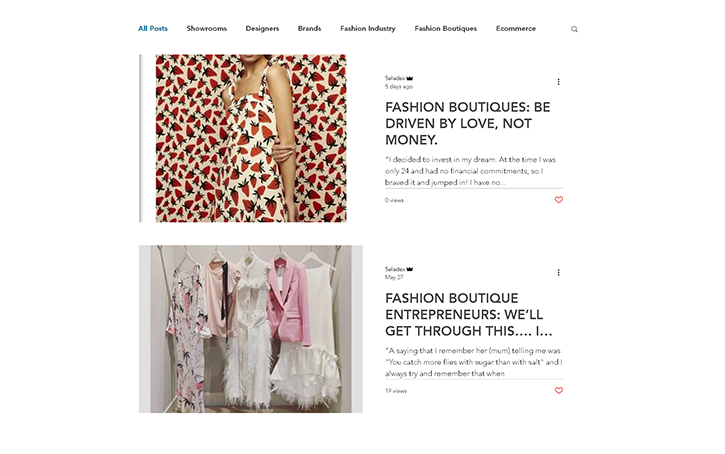 All Posts Showrooms Designers Brands Fashion Industry Fashion Boutiques Ecommerce
Seladex
5 days ago
FASHION BOUTIQUES: BE
DRIVEN BY LOVE, NOT
MONEY.
"I decided to invest in my dream. At the time I was
only 24 and had no financial commitments, so I
braved it and jumped in! I have no...
0 views
Seladex
May 27
FASHION BOUTIQUE
ENTREPRENEURS: WE'LL
GET THROUGH THIS.... I...
"A saying that I remember her (mum) telling me was
"You catch more flies with sugar than with salt" and I
always try and remember that when
19 views